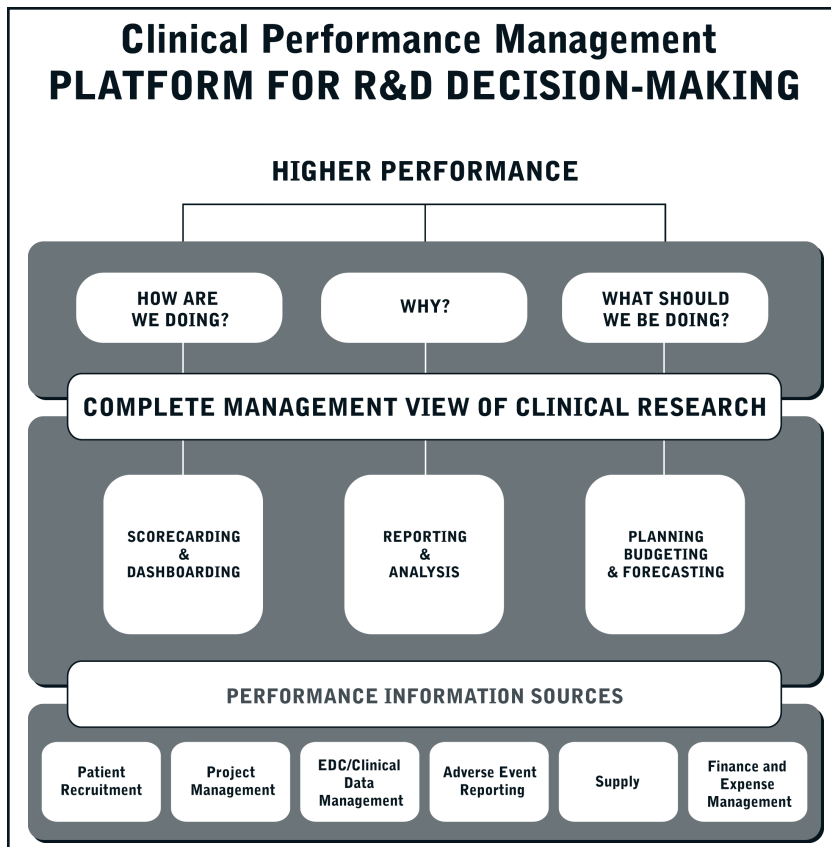 Clinical Performance Management
PLATFORM FOR R&D DECISION-MAKING
HIGHER PERFORMANCE
HOW ARE
WE DOING?
WHY?
WHAT SHOULD
WE BE DOING?
COMPLETE MANAGEMENT VIEW OF CLINICAL RESEARCH
SCORECARDING
&
DASHBOARDING
REPORTING
&
ANALYSIS
PLANNING
BUDGETING
& FORECASTING
PERFORMANCE INFORMATION SOURCES
Patient
Recruitment
Project
Management
EDC/Clinical
Data
Management
Adverse Event
Reporting
Supply
Finance and
Expense
Management